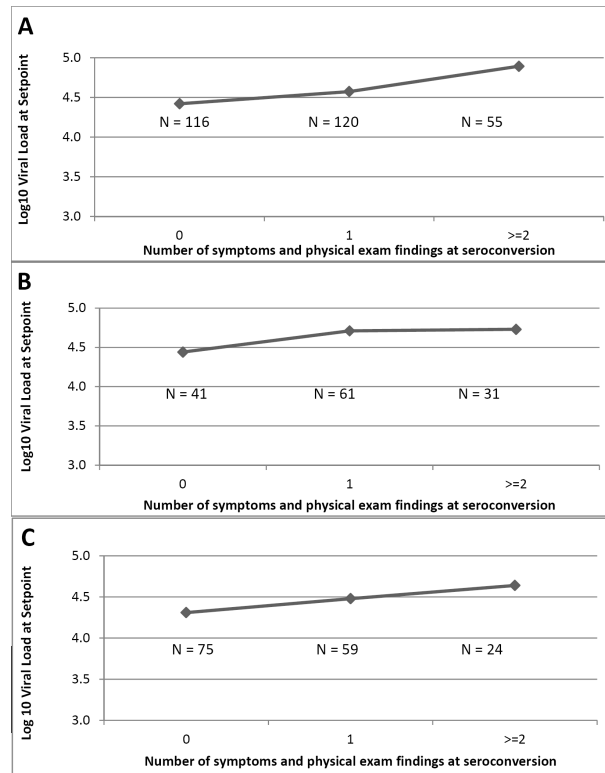 A
Log10 Viral Load at Setpoint
5.0
4.5
4.0
3.5
3.0
N = 116 N = 120 N = 55
0 1 >=2
Number of symptoms and physical exam findings at seroconversion
B
Log10 Viral Load at Setpoint
5.0
4.5
4.0
3.5
3.0
N = 41 N = 61 N = 31
0 1 >=2
Number of symptoms and physical exam findings at seroconversion
C
Log 10 Viral Load at Setpoint
5.0
4.5
4.0
3.5
3.0
N = 75 N = 59 N = 24
0 1 >=2
Number of symptoms and physical exam findings at seroconversion